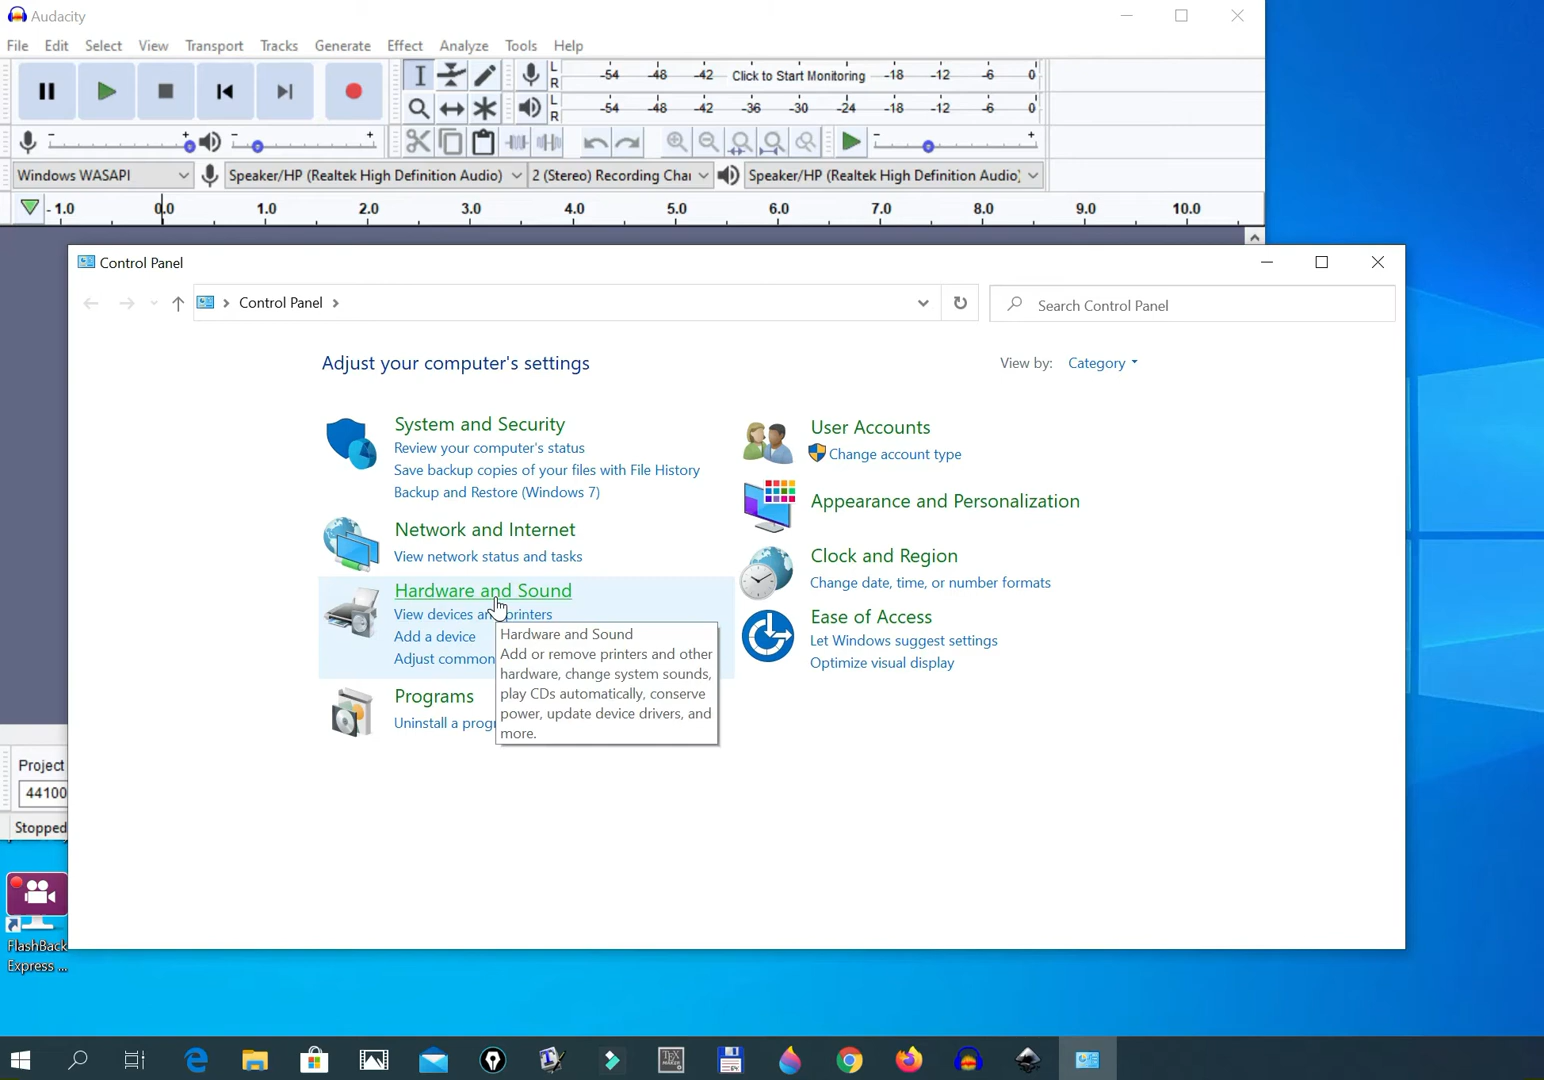 Audacity
File Edit Select View Transport Tracks Generate Effect Analyze Tools Help
L
R
-54 -48 -42 Click to Start Monitoring -18 -12 -6 0
L
R
-54 -48 -42 -36 -30 -24 -18 -12 -6 0
- + - + - +
Windows WASAPI Speaker/HP (Realtek High Definition Audio) 2 (Stereo) Recording Speaker/HP (Realtek High Definition Audio)
-1.0 0.0 1.0 2.0 3.0 4.0 5.0 6.0 7.0 8.0 9.0 10.0
Control Panel
Control Panel
Search Control Panel
Adjust your computer's settings
View by: Category
System and Security
Review your computer's status
Save backup copies of your files with File History
Backup and Restore (Windows 7)
Network and Internet
View network status and tasks
Hardware and Sound
View devices and printers
Add a device
Adjust common
Programs
Uninstall a
Hardware and Sound
Add or remove printers and other
hardware, change system sounds,
play CDs automatically, conserve
power, update device drivers, and
more.
User Accounts
Change account type
Appearance and Personalization
Clock and Region
Change date, time, or number formats
Ease of Access
Let Windows suggest settings
Optimize visual display
Project
44100
Stopped
FlashBack
Express ...
TEX
MAKER